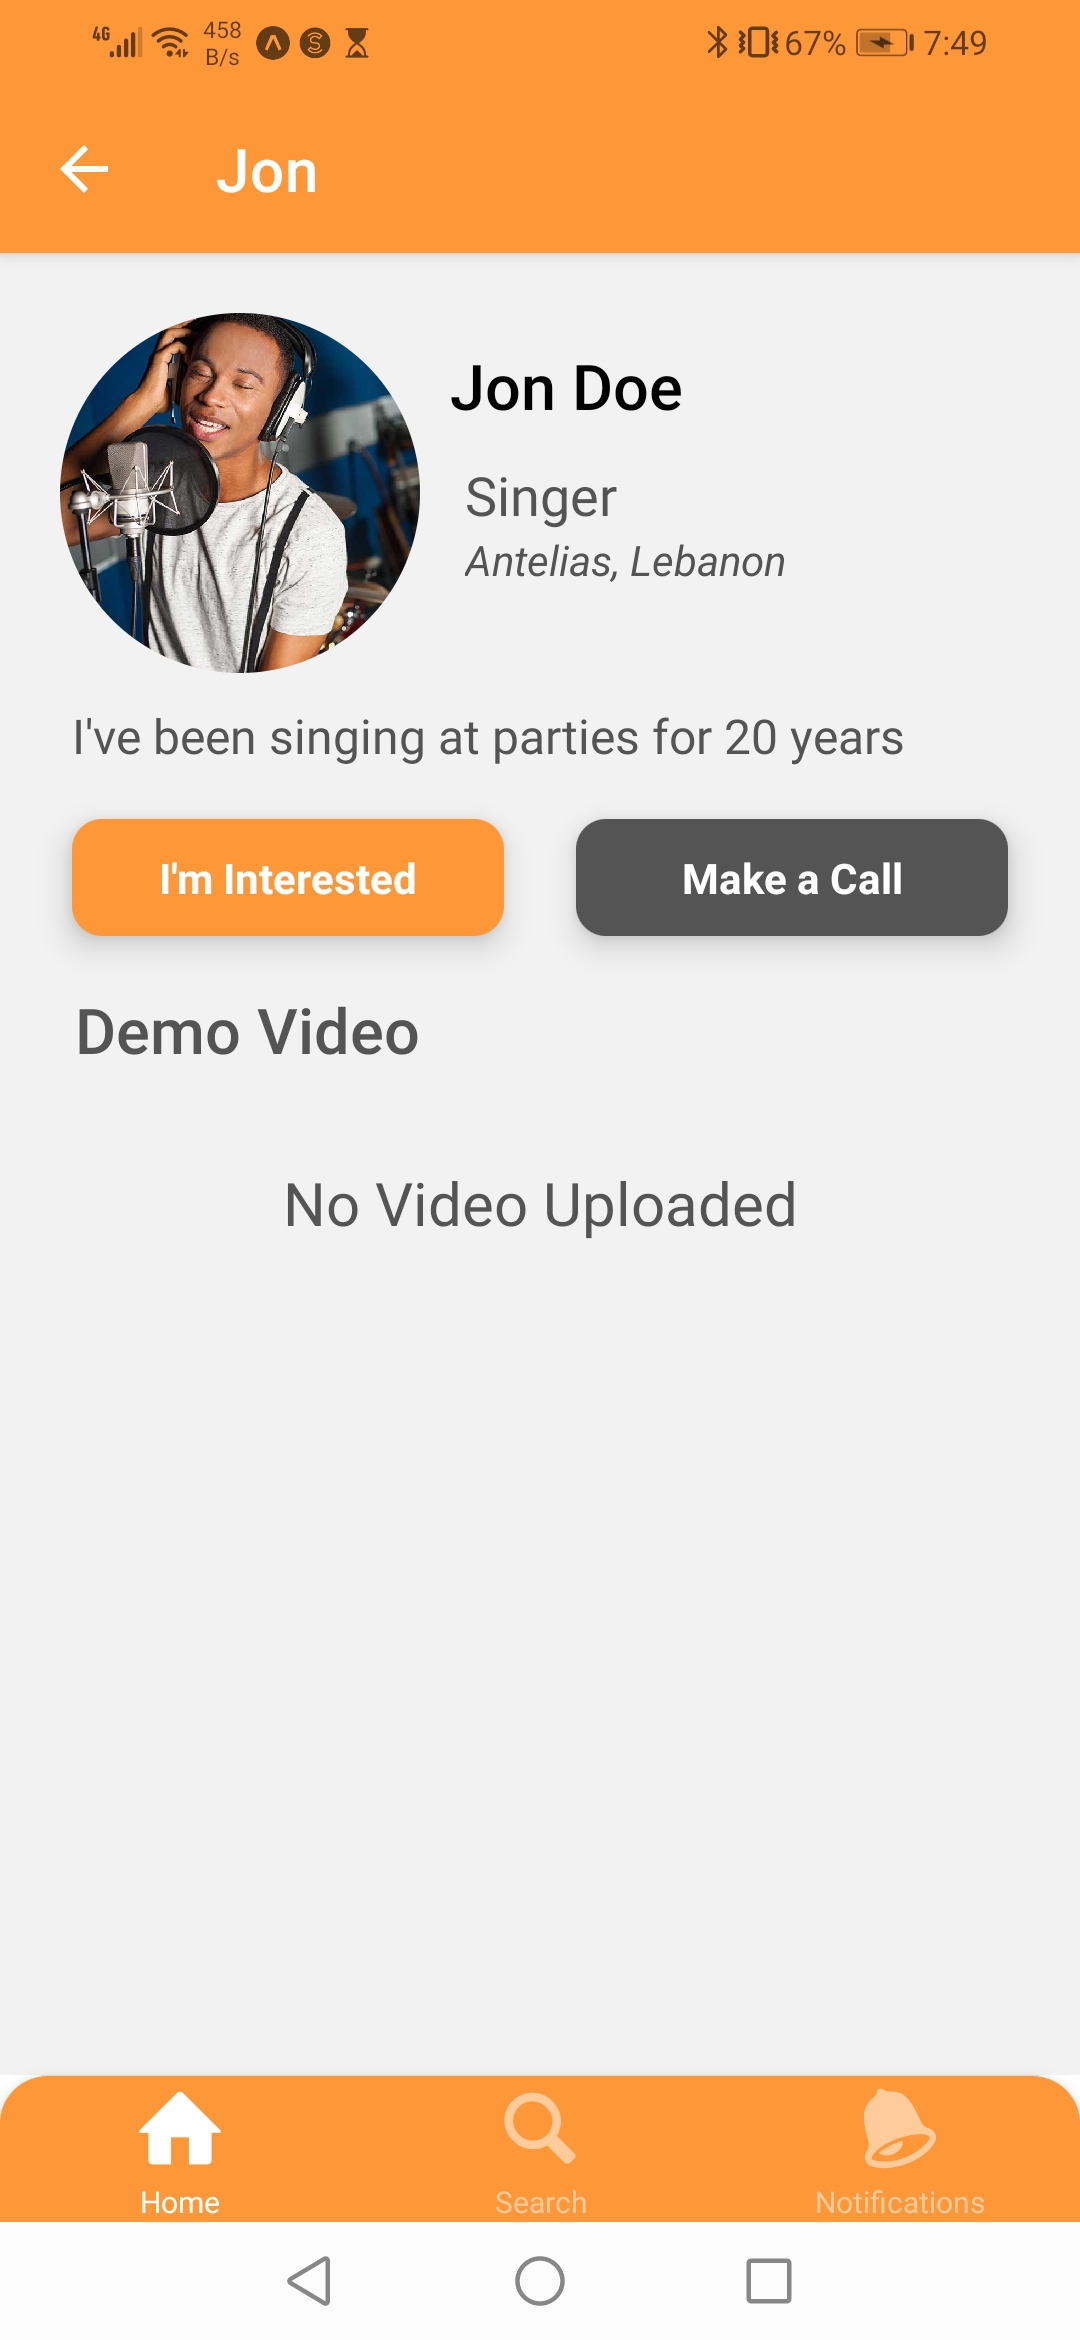 4G 458 B/s 67% 7:49
Jon
Jon Doe
Singer
Antelias, Lebanon
I've been singing at parties for 20 years
I'm Interested Make a Call
Demo Video
No Video Uploaded
Home Search Notifications